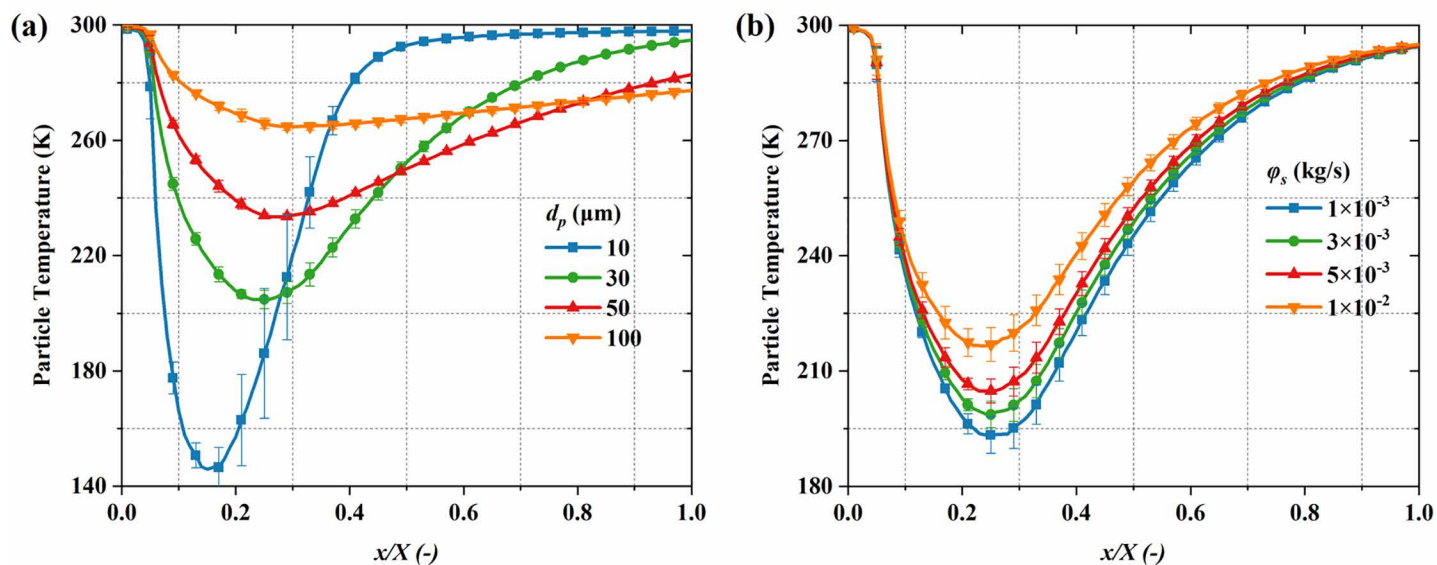 (a)
Particle Temperature (K)
300
260
220
180
140
0.0 0.2 0.4 0.6 0.8 1.0
x/X (-)
dₚ (μm)
10
30
50
100
(b)
Particle Temperature (K)
300
270
240
210
180
0.0 0.2 0.4 0.6 0.8 1.0
x/X (-)
φₛ (kg/s)
1×10⁻³
3×10⁻³
5×10⁻³
1×10⁻²